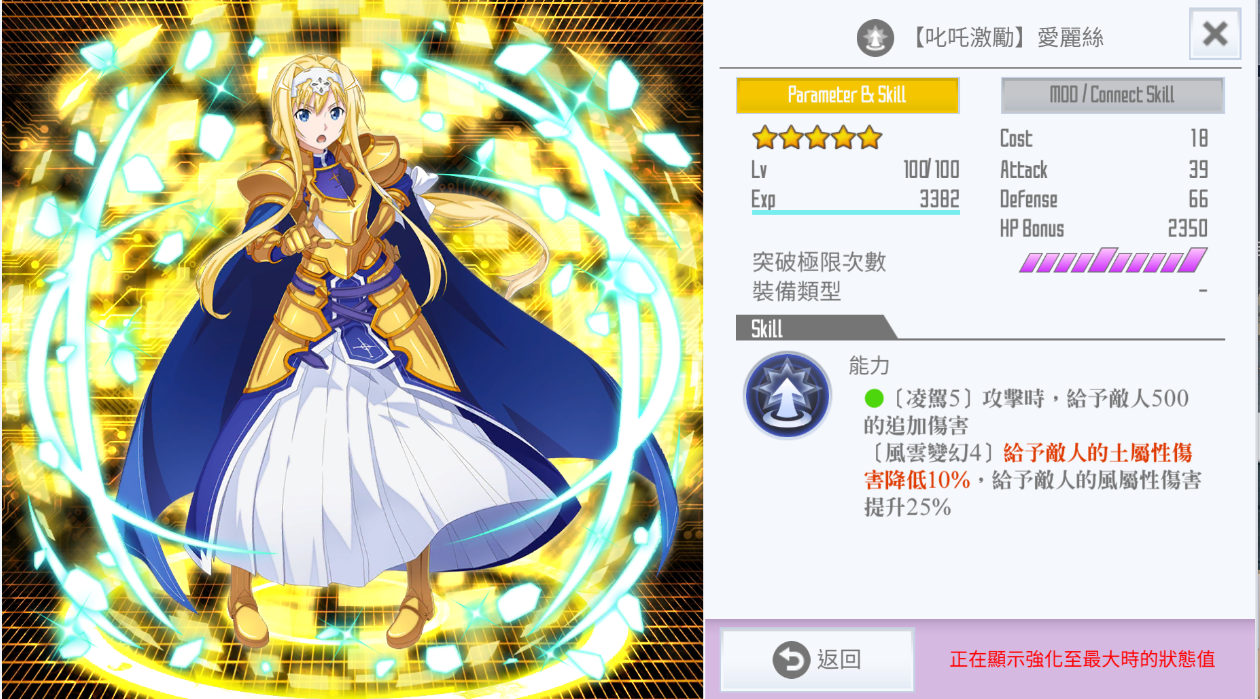 【叱吒激勵】愛麗絲
Parameter & Skill
MOD / Connect Skill
Lv 100/100
Exp 3382
Cost 18
Attack 39
Defense 66
HP Bonus 2350
突破極限次數
裝備類型 -
Skill
能力
●〔凌駕5〕攻擊時，給予敵人500
的追加傷害
〔風雲變幻4〕給予敵人的土屬性傷
害降低10%，給予敵人的風屬性傷害
提升25%
返回
正在顯示強化至最大時的狀態值